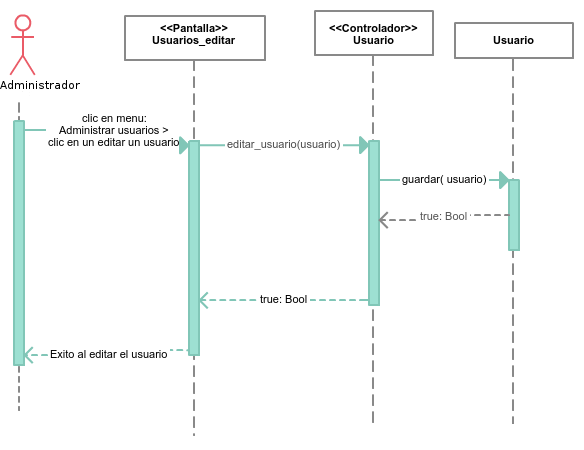 <<Pantalla>>
Usuarios_editar
<<Controlador>>
Usuario
Usuario
Administrador
clic en menu:
Administrar usuarios >
clic en un editar un usuario
editar_usuario(usuario)
guardar( usuario)
true: Bool
true: Bool
Exito al editar el usuario